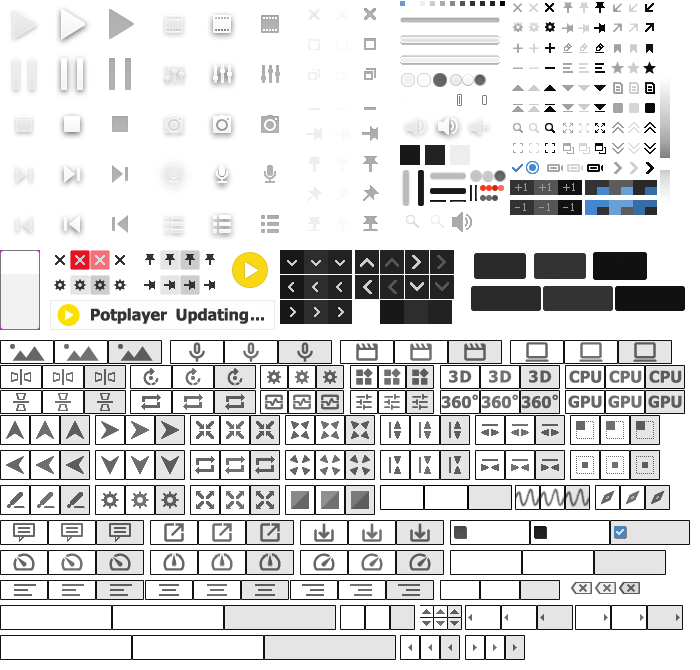 +1 +1 +1
-1 -1 -1
Potplayer Updating...
3D 3D 3D CPU CPU CPU
360° 360° 360° GPU GPU GPU